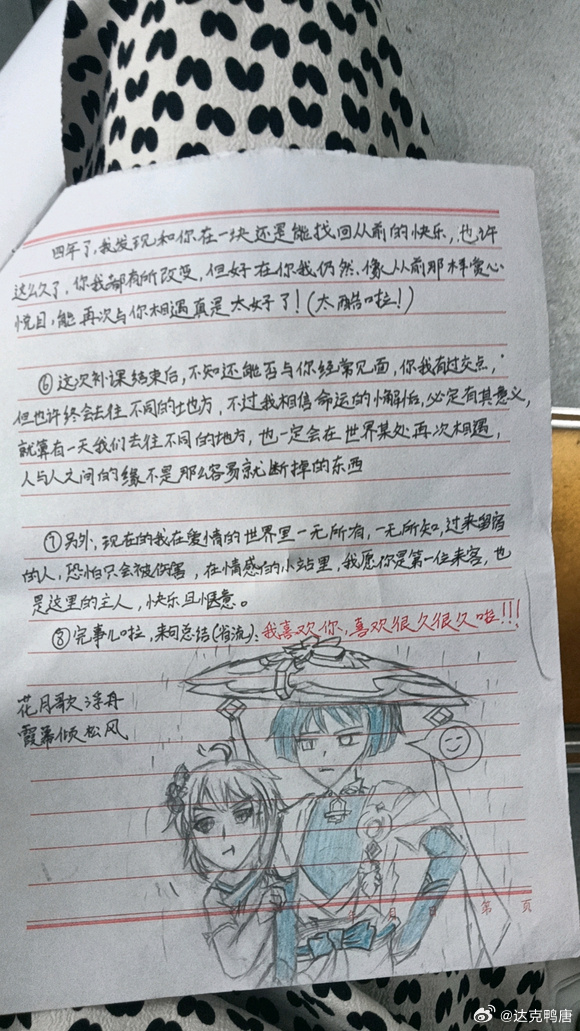 四年了,我发现和你在一块还是能找回从前的快乐,也许
这么久了,你我都有所改变,但好在你我仍然像从前那样赏心
悦目,能再次与你相遇真是太好了!(太酷啦!)
⑥这次补课结束后,不知还能否与你经常见面,你我有过交点,
但也许终会去往不同的地方,不过我相信命运的邂逅,必定有其意义,
就算有一天我们去往不同的地方,也一定会在世界某处再次相遇,
人与人之间的缘不是那么容易就断掉的东西
⑦另外,现在的我在爱情的世界里一无所有,一无所知,过来留宿
的人,恐怕只会被伤害,在情感的小站里,我愿你是第一位来客,也
是这里的主人,快乐且惬意。
⑧完事儿啦,来句总结(省流):我喜欢你,喜欢很久很久啦!!!
花月歌浮舟
霞幕倾松风
年 月 日 第 页
@达克鸭唐